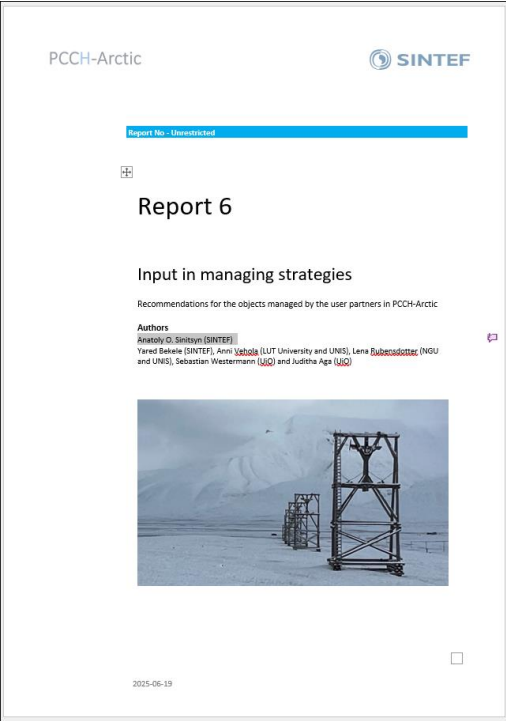 PCCH-Arctic
SINTEF
Report No - Unrestricted
Report 6
Input in managing strategies
Recommendations for the objects managed by the user partners in PCCH-Arctic
Authors
Anatoly O. Sinitsyn (SINTEF)
Yared Bekele (SINTEF), Anni Vehola (LUT University and UNIS), Lena Rubensdotter (NGU
and UNIS), Sebastian Westermann (UiO) and Juditha Aga (UiO)
2025-06-19